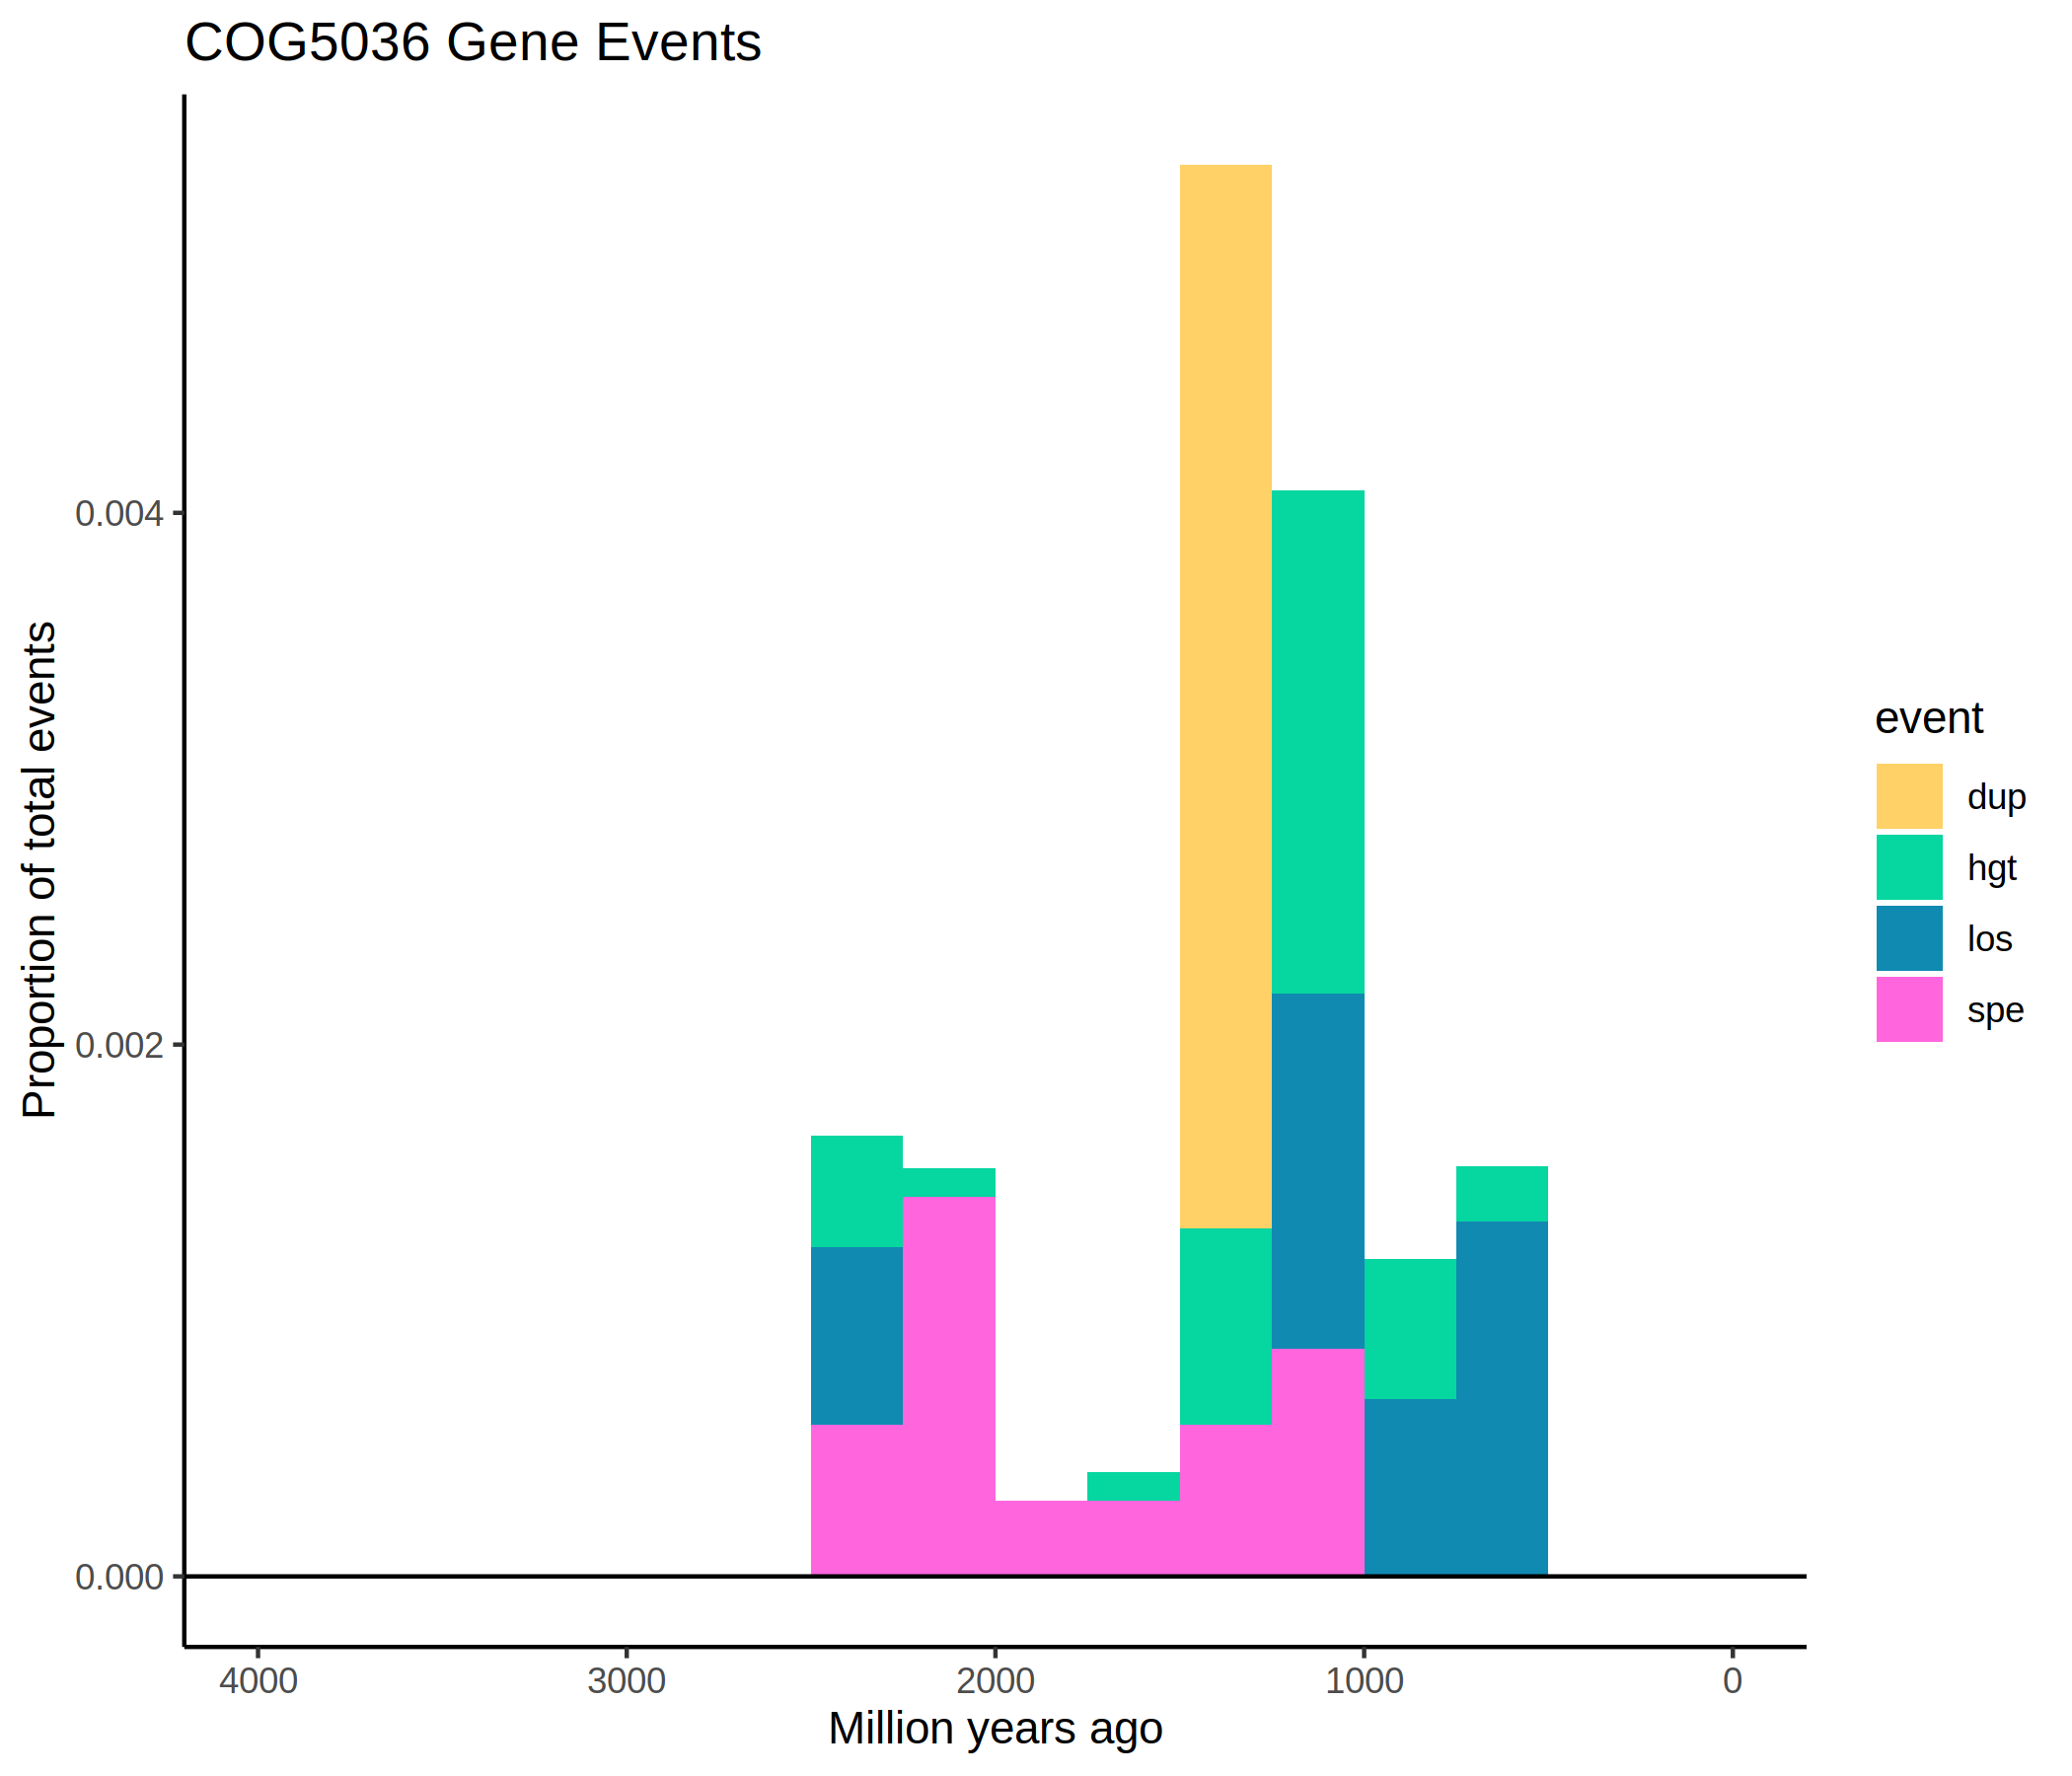 COG5036 Gene Events
Proportion of total events
0.004
0.002
0.000
4000 3000 2000 1000 0
Million years ago
event
dup
hgt
los
spe